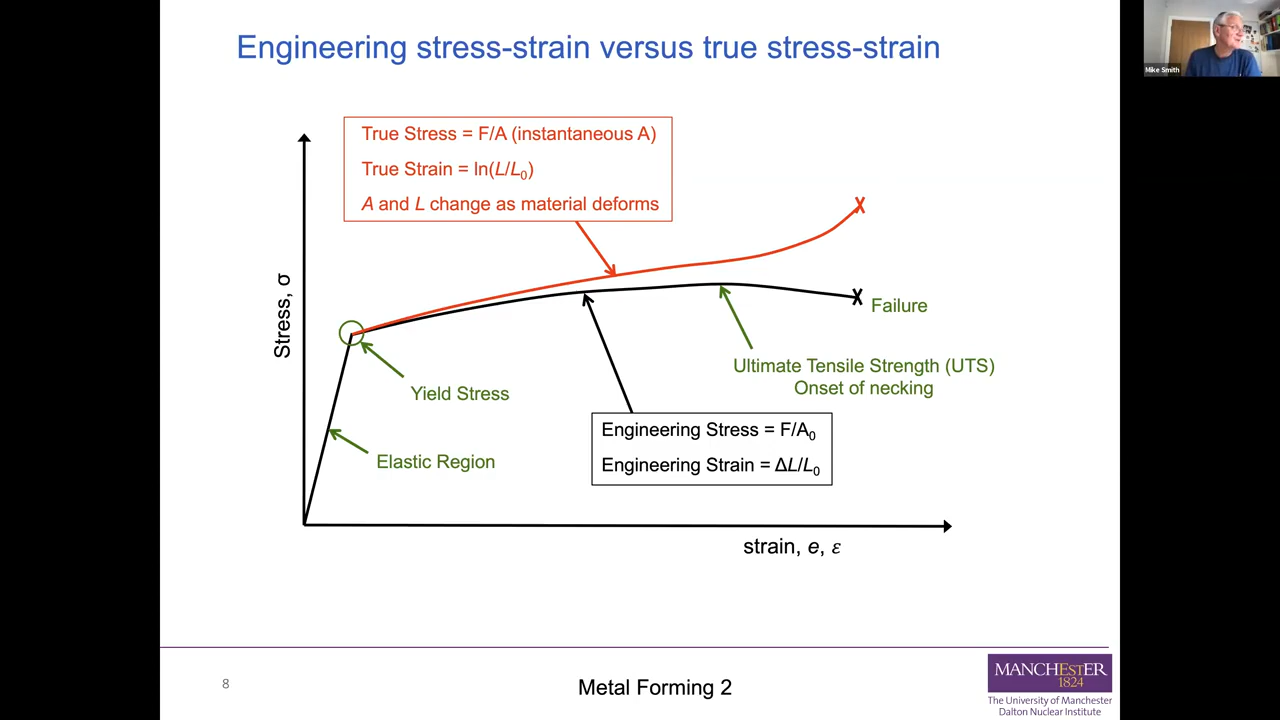 Engineering stress-strain versus true stress-strain
Mike Smith
True Stress = F/A (instantaneous A)
True Strain = ln(L/L₀)
A and L change as material deforms
Stress, σ
Failure
Ultimate Tensile Strength (UTS)
Onset of necking
Yield Stress
Engineering Stress = F/A₀
Engineering Strain = ΔL/L₀
Elastic Region
strain, e, ε
8
Metal Forming 2
MANCHESTER
1824
The University of Manchester
Dalton Nuclear Institute